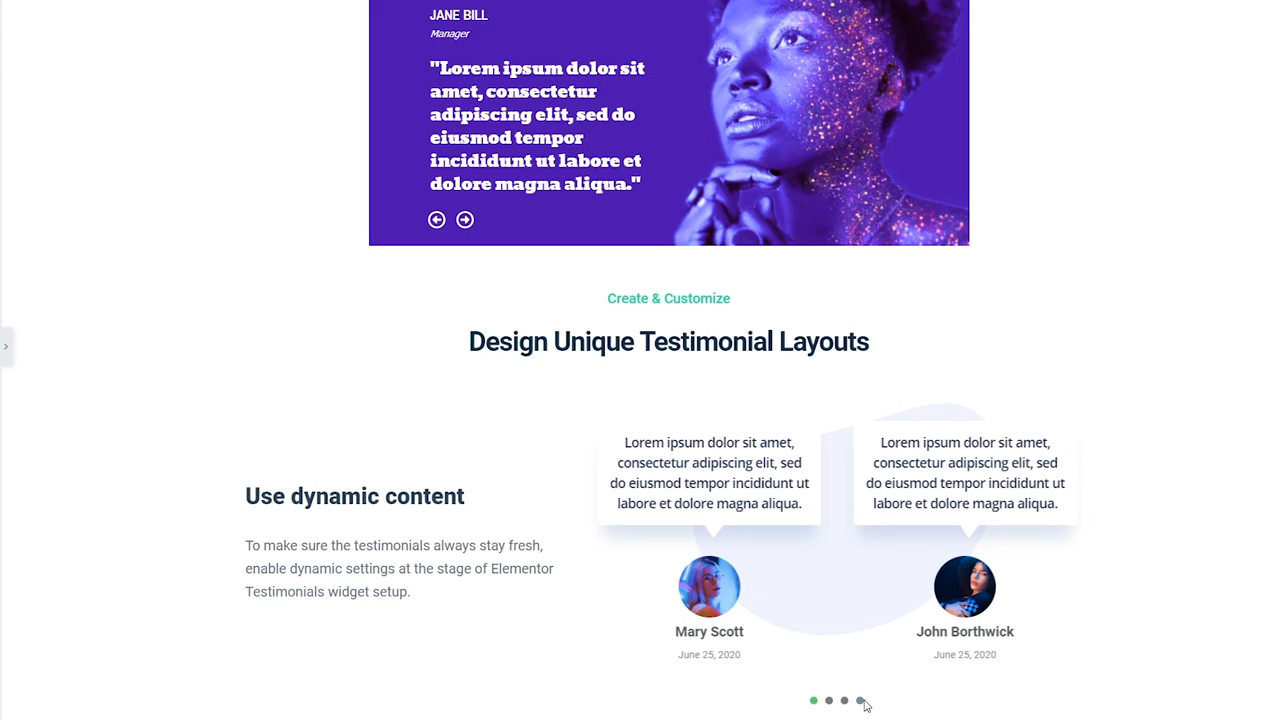 JANE BILL
Manager
"Lorem ipsum dolor sit
amet, consectetur
adipiscing elit, sed do
eiusmod tempor
incididunt ut labore et
dolore magna aliqua."
Create & Customize
Design Unique Testimonial Layouts
Use dynamic content
To make sure the testimonials always stay fresh,
enable dynamic settings at the stage of Elementor
Testimonials widget setup.
Lorem ipsum dolor sit amet,
consectetur adipiscing elit, sed
do eiusmod tempor incididunt ut
labore et dolore magna aliqua.
Mary Scott
June 25, 2020
Lorem ipsum dolor sit amet,
consectetur adipiscing elit, sed
do eiusmod tempor incididunt ut
labore et dolore magna aliqua.
John Borthwick
June 25, 2020